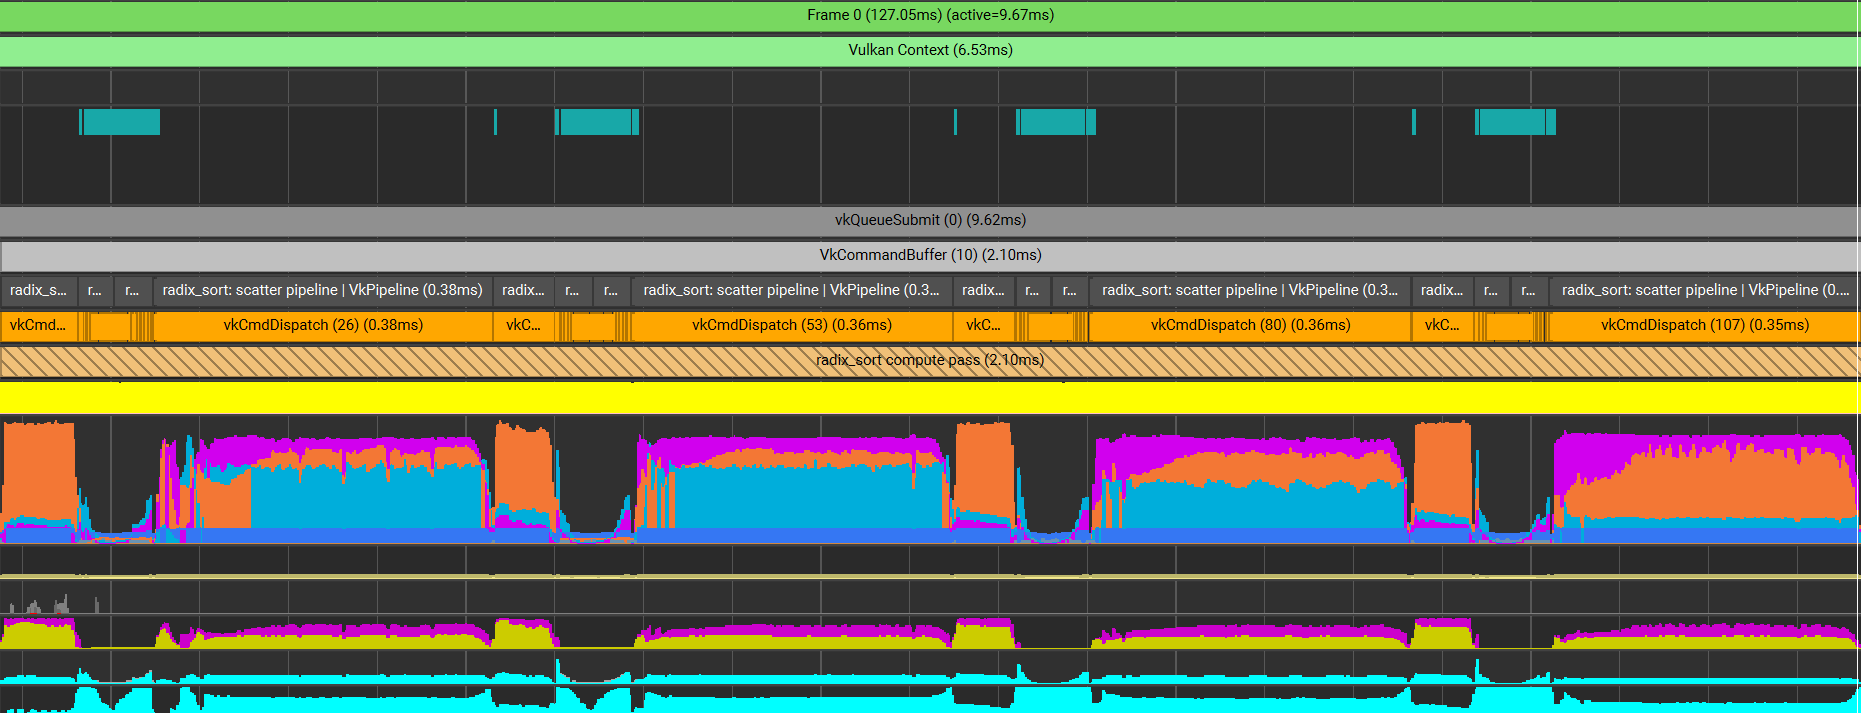 Frame 0 (127.05ms) (active=9.67ms)
Vulkan Context (6.53ms)
vkQueueSubmit (0) (9.62ms)
VkCommandBuffer (10) (2.10ms)
radix_s... r... r... radix_sort: scatter pipeline | VkPipeline (0.38ms) radix... r... r... radix_sort: scatter pipeline | VkPipeline (0.3... radix... r... r... radix_sort: scatter pipeline | VkPipeline (0.3... radix... r... r... radix_sort: scatter pipeline | VkPipeline (0....
vkCmd... vkCmdDispatch (26) (0.38ms) vkC... vkCmdDispatch (53) (0.36ms) vkC... vkCmdDispatch (80) (0.36ms) vkC... vkCmdDispatch (107) (0.35ms)
radix_sort compute pass (2.10ms)